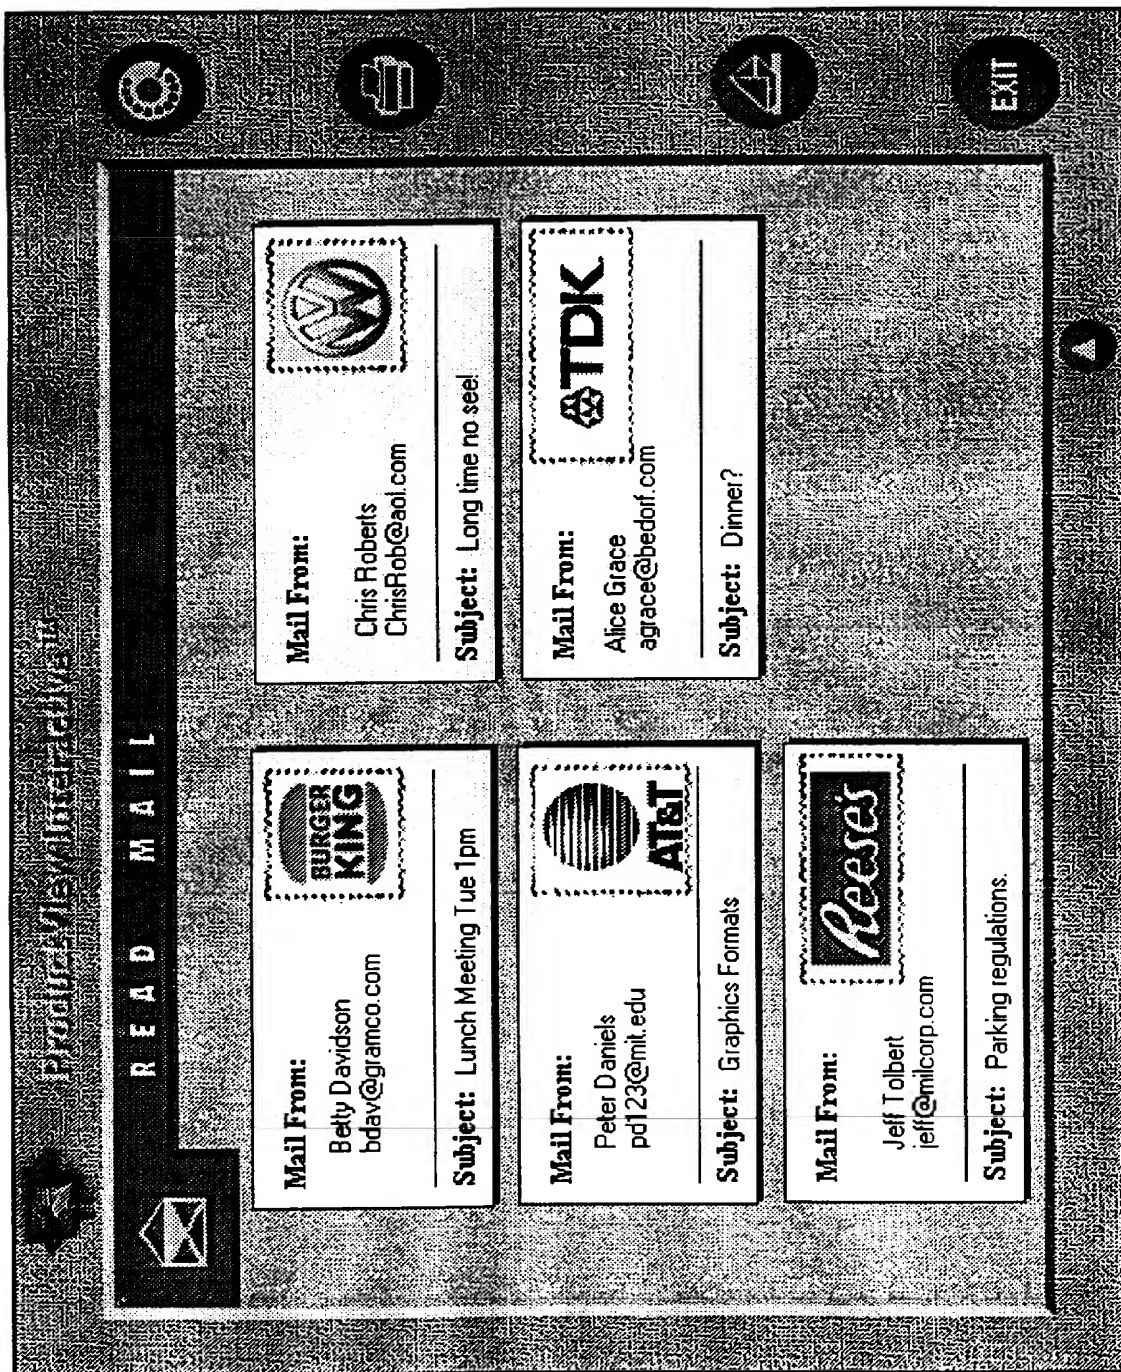 ProductView Interactive™
READ MAIL
Mail From:
Betty Davidson
bdav@gramco.com
Subject: Lunch Meeting Tue 1pm
BURGER
KING
Mail From:
Chris Roberts
ChrisRob@aol.com
Subject: Long time no see!
Mail From:
Peter Daniels
pd123@mit.edu
Subject: Graphics Formats
AT&T
Mail From:
Alice Grace
agrace@bedorf.com
Subject: Dinner?
TDK
Mail From:
Jeff Tolbert
jeff@milcorp.com
Subject: Parking regulations.
Reese's
EXIT